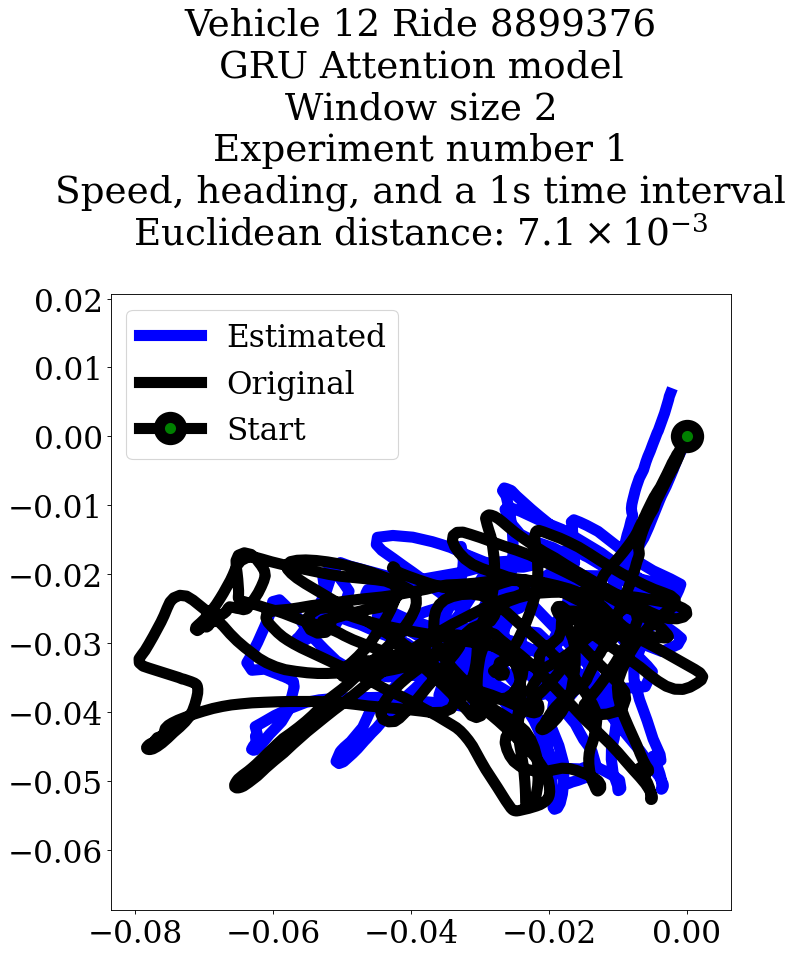 Vehicle 12 Ride 8899376
GRU Attention model
Window size 2
Experiment number 1
Speed, heading, and a 1s time interval
Euclidean distance: 7.1 × 10⁻³
0.02
0.01
0.00
−0.01
−0.02
−0.03
−0.04
−0.05
−0.06
Estimated
Original
Start
−0.08 −0.06 −0.04 −0.02 0.00